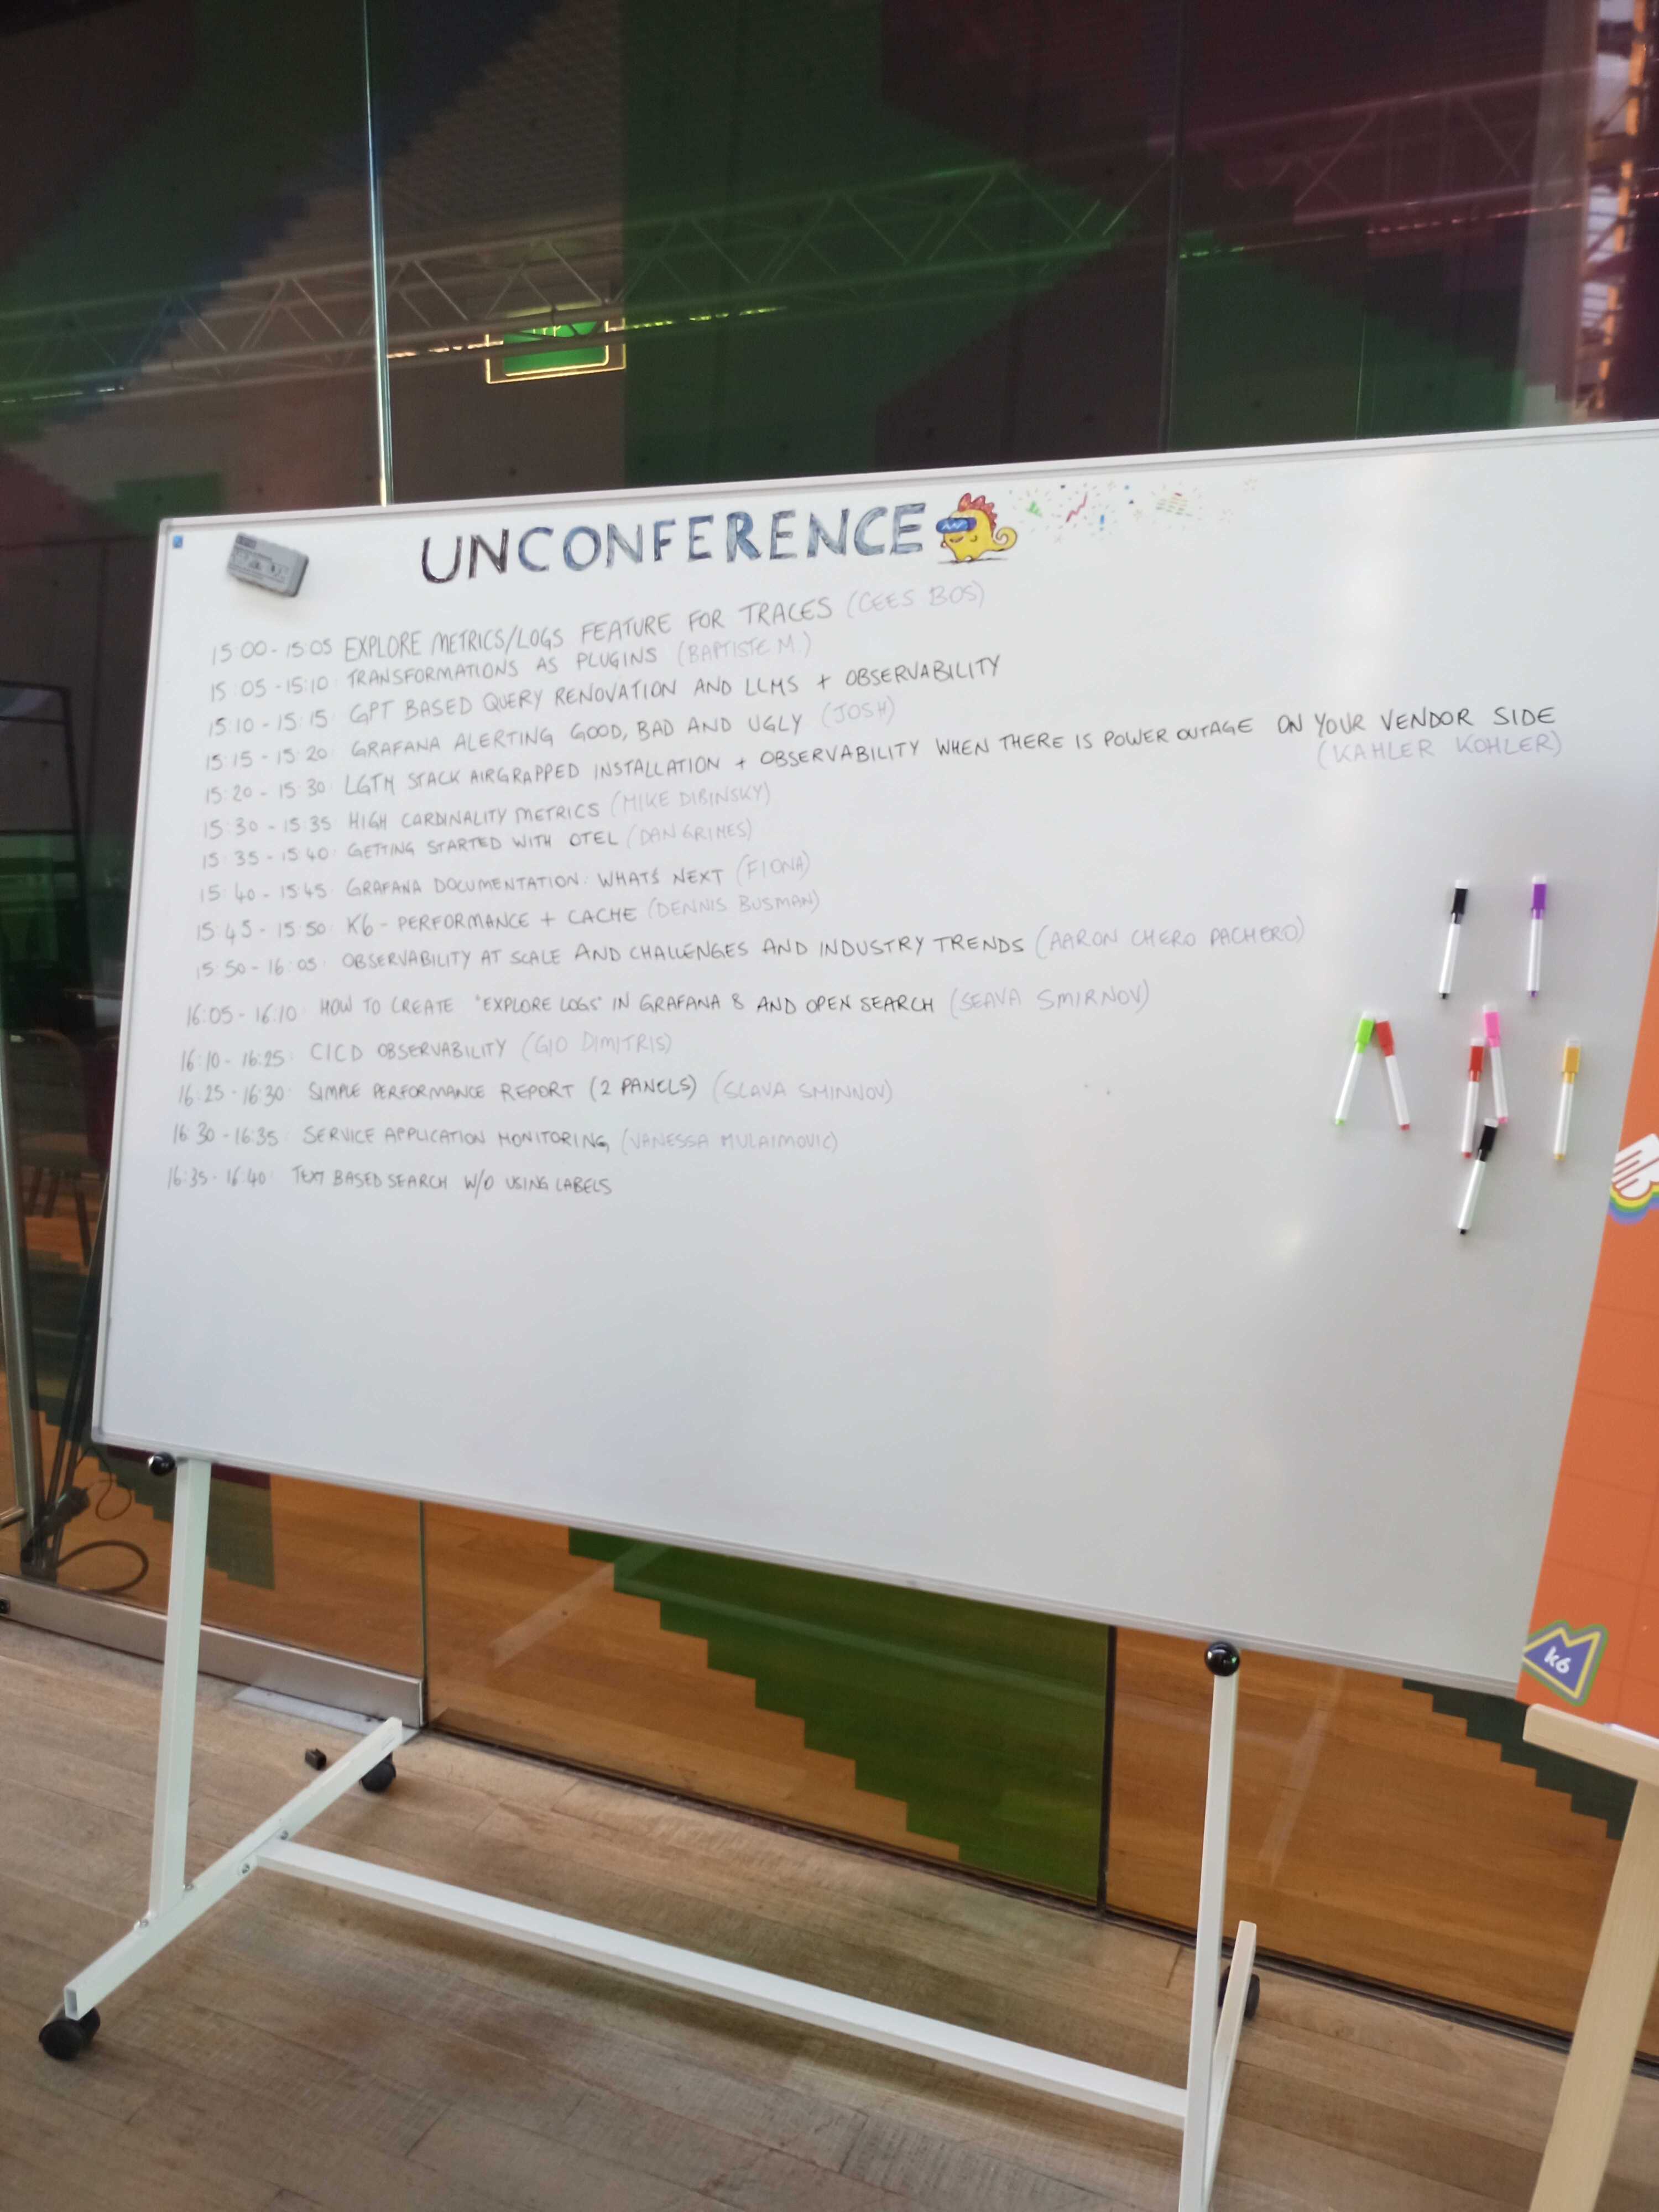 UNCONFERENCE
15:00 - 15:05 EXPLORE METRICS/LOGS FEATURE FOR TRACES (CEES BOS)
15:05 - 15:10: TRANSFORMATIONS AS PLUGINS (BAPTISTE M.)
15:10 - 15:15: GPT BASED QUERY RENOVATION AND LLMS + OBSERVABILITY
15:15 - 15:20: GRAFANA ALERTING GOOD, BAD AND UGLY (JOSH)
15:20 - 15:30: LGTM STACK AIRGRAPPED INSTALLATION + OBSERVABILITY WHEN THERE IS POWER OUTAGE ON YOUR VENDOR SIDE
(KAHLER KOHLER)
15:30 - 15:35 HIGH CARDINALITY METRICS (MIKE DIBINSKY)
15:35 - 15:40: GETTING STARTED WITH OTEL (DAN GRIMES)
15:40 - 15:45: GRAFANA DOCUMENTATION: WHATS NEXT (FIONA)
15:45 - 15:50: K6 - PERFORMANCE + CACHE (DENNIS BUSMAN)
15:50 - 16:05: OBSERVABILITY AT SCALE AND CHALLENGES AND INDUSTRY TRENDS (AARON CHERO PACHERO)
16:05 - 16:10 HOW TO CREATE "EXPLORE LOGS" IN GRAFANA 8 AND OPEN SEARCH (SEAVA SMIRNOV)
16:10 - 16:25: CICD OBSERVABILITY (GIO DIMITRIS)
16:25 - 16:30: SIMPLE PERFORMANCE REPORT (2 PANELS) (SLAVA SMINNOV)
16:30 - 16:35: SERVICE APPLICATION MONITORING, (VANESSA MULAIMOVIC)
16:35 - 16:40: TEXT BASED SEARCH W/O USING LABELS
k6